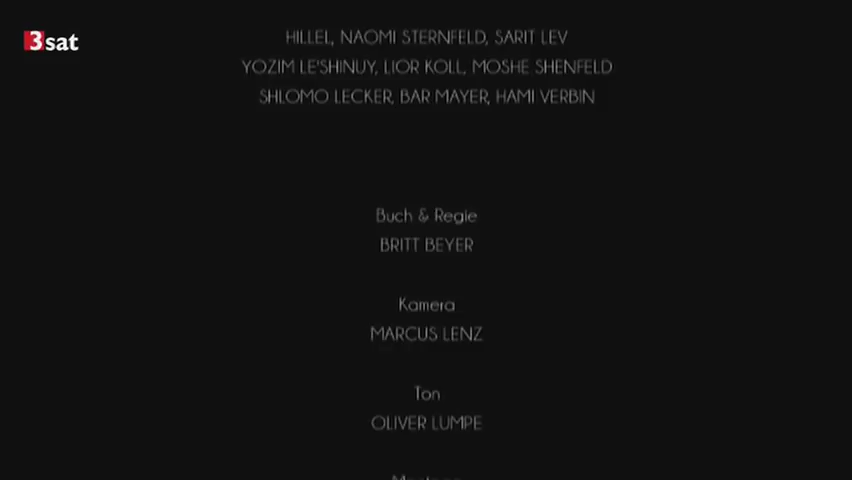 3sat
HILLEL, NAOMI STERNFELD, SARIT LEV
YOZIM LE'SHINUY, LIOR KOLL, MOSHE SHENFELD
SHLOMO LECKER, BAR MAYER, HAMI VERBIN
Buch & Regie
BRITT BEYER
Kamera
MARCUS LENZ
Ton
OLIVER LUMPE